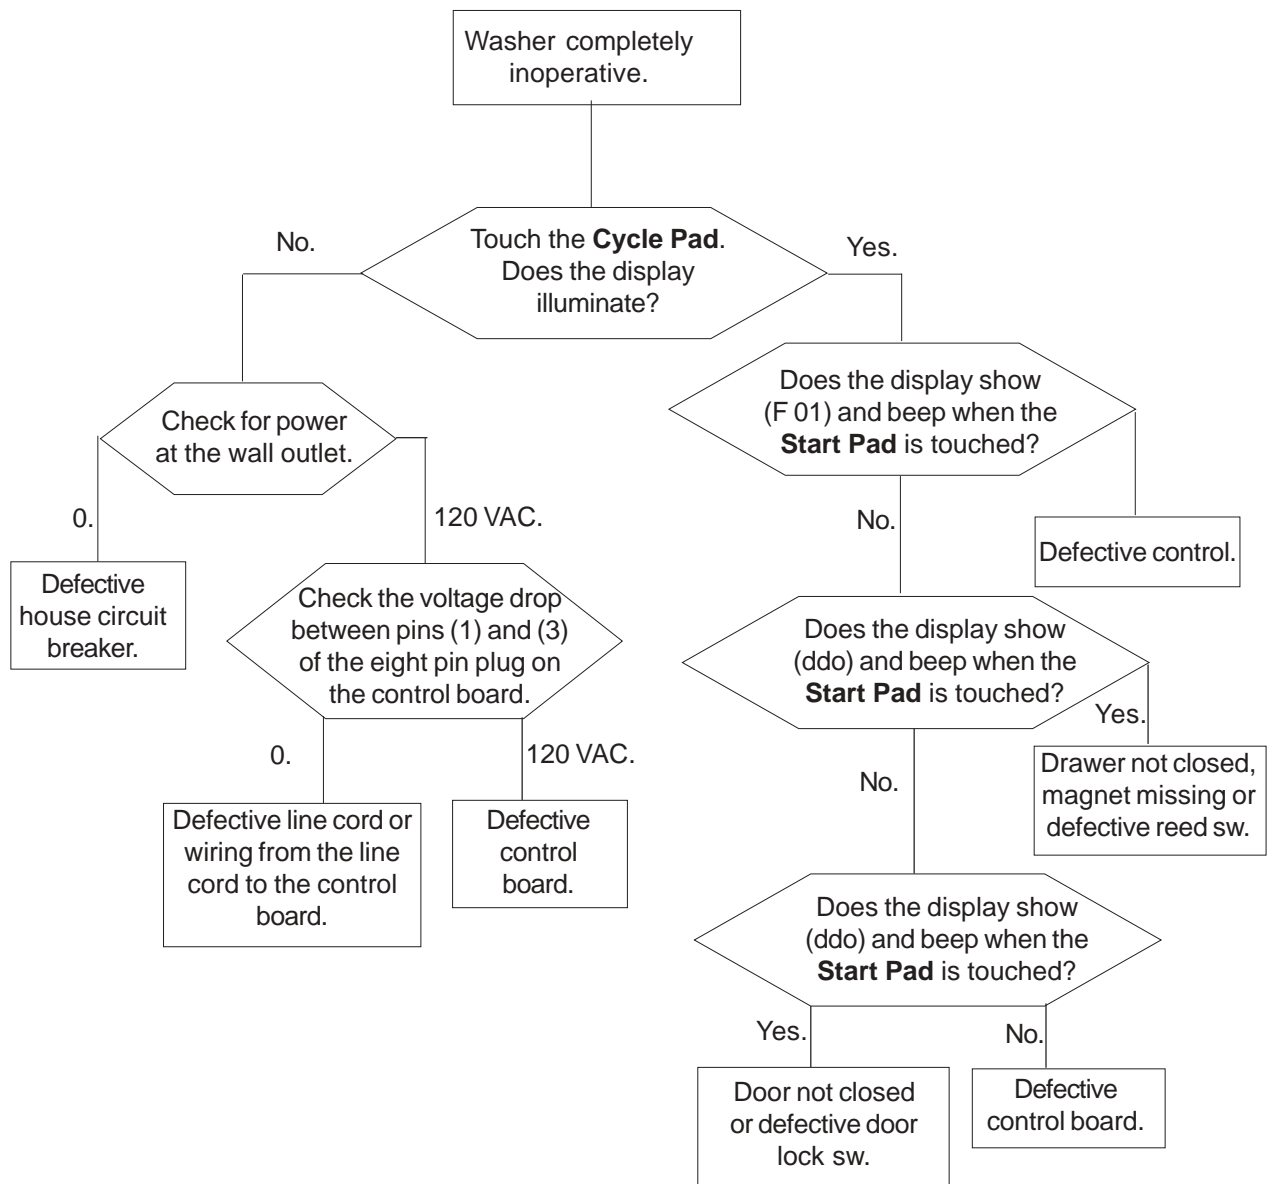 Washer completely
inoperative.
No.
Touch the Cycle Pad.
Does the display
illuminate?
Yes.
Check for power
at the wall outlet.
Does the display show
(F 01) and beep when the
Start Pad is touched?
0.
120 VAC.
No.
Defective control.
Defective
house circuit
breaker.
Check the voltage drop
between pins (1) and (3)
of the eight pin plug on
the control board.
Does the display show
(ddo) and beep when the
Start Pad is touched?
Yes.
0.
120 VAC.
No.
Drawer not closed,
magnet missing or
defective reed sw.
Defective line cord or
wiring from the line
cord to the control
board.
Defective
control
board.
Does the display show
(ddo) and beep when the
Start Pad is touched?
Yes.
No.
Door not closed
or defective door
lock sw.
Defective
control board.